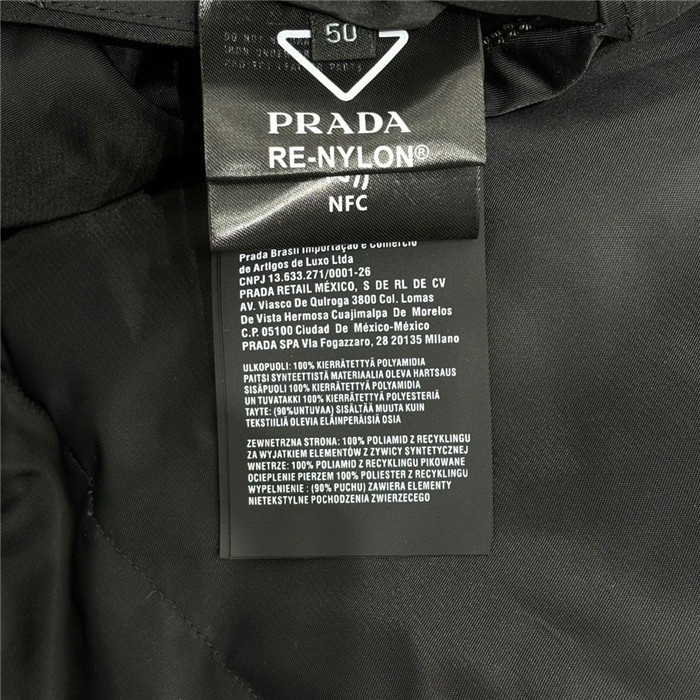 50
DO NOT
PRADA
RE-NYLON®
NFC
Prada Brasil Importação e Comercio
de Artigos de Luxo Ltda
CNPJ 13.633.271/0001-26
PRADA RETAIL MÉXICO, S DE RL DE CV
AV. Viasco De Quiroga 3800 Col. Lomas
De Vista Hermosa Cuajimalpa De Morelos
C.P. 05100 Ciudad De México-México
PRADA SPA Via Fogazzaro, 28 20135 Milano
ULKOPUOLI: 100% KIERRÄTETTYÄ POLYAMIDIA
PAITSI SYNTEETTISTÄ MATERIAALIA OLEVA HARTSAUS
SISÄPUOLI 100% KIERRÄTETTYÄ POLYAMIDIA
UN TUVATAKKI 100% KIERRÄTETTYÄ POLYESTERIÄ
TAYTE: (90%UNTUVAA) SISÄLTÄÄ MUUTA KUIN
TEKSTIILIÄ OLEVIA ELÄINPERÄISIÄ OSIA
ZEWNETRZNA STRONA: 100% POLIAMID Z RECYKLINGU
ZA WYJATKIEM ELEMENTÓW Z ZYWICY SYNTETYCZNEJ
WNETRZE: 100% POLIAMID Z RECYKLINGU PIKOWANE
OCIEPLENIE PIERZEM 100% POLIESTER Z RECYKLINGU
WYPELNIENIE : (90% PUCHU) ZAWIERA ELEMENTY
NIETEKSTYLNE POCHODZENIA ZWIERZECEGO